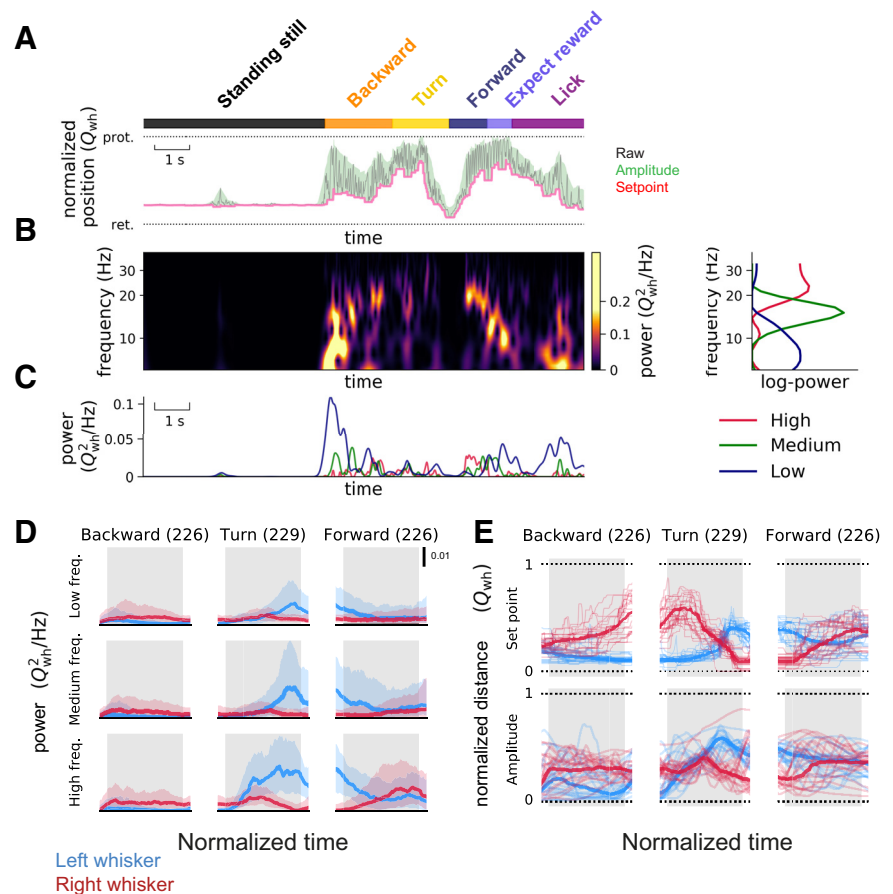 A
Standing still
Backward
Turn
Forward
Expect reward
Lick
normalized
position (Qwh)
prot.
1 s
ret.
time
Raw
Amplitude
Setpoint
B
frequency (Hz)
30
20
10
time
0.2
0.1
0
power (Q²wh/Hz)
frequency (Hz)
30
20
10
log-power
C
power
(Q²wh/Hz)
0.1
0.05
0
1 s
time
High
Medium
Low
D
Backward (226) Turn (229) Forward (226)
0.01
power (Q²wh/Hz)
Low freq.
Medium freq.
High freq.
Normalized time
Left whisker
Right whisker
E
Backward (226) Turn (229) Forward (226)
normalized distance (Qwh)
1
Set point
0
1
Amplitude
0
Normalized time